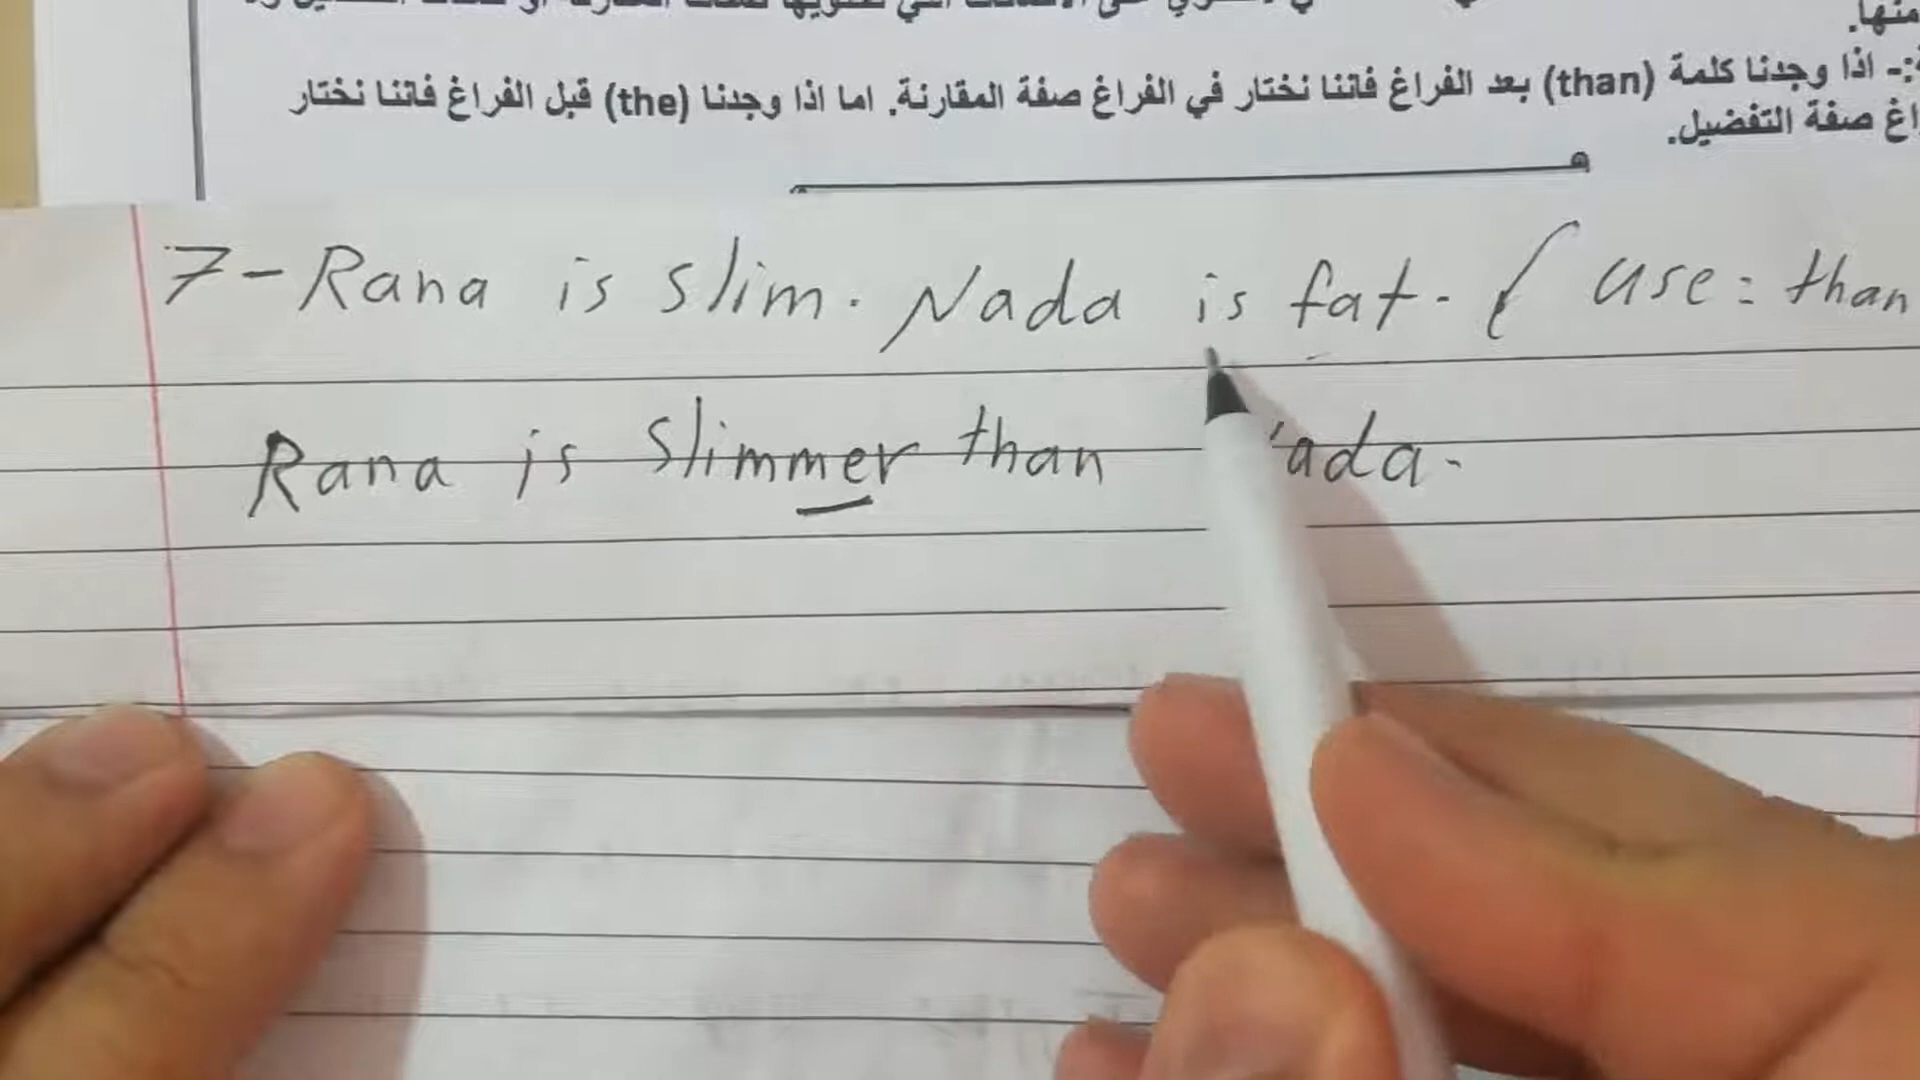 منها.
:- اذا وجدنا كلمة (than) بعد الفراغ فاننا نختار في الفراغ صفة المقارنة. اما اذا وجدنا (the) قبل الفراغ فاننا نختار
صفة التفضيل.
7- Rana is slim. Nada is fat. ( use: than
Rana is slimmer than ada.